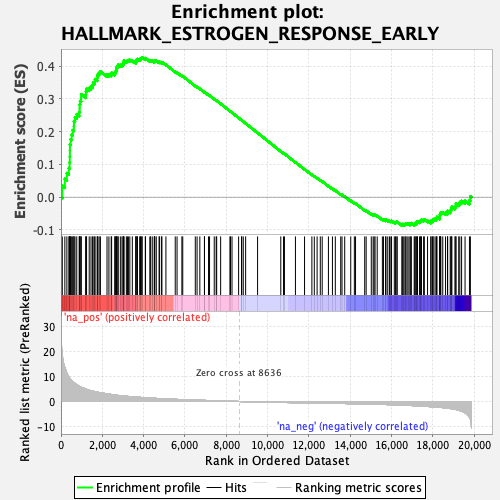 Enrichment plot:
HALLMARK_ESTROGEN_RESPONSE_EARLY
Enrichment score (ES)
0.4
0.3
0.2
0.1
0.0
-0.1
'na_pos' (positively correlated)
Ranked list metric (PreRanked)
30
20
10
0
-10
Zero cross at 8636
'na_neg' (negatively correlated)
0
2,000
4,000
6,000
8,000
10,000
12,000
14,000
16,000
18,000
20,000
Rank in Ordered Dataset
Enrichment profile
Hits
Ranking metric scores